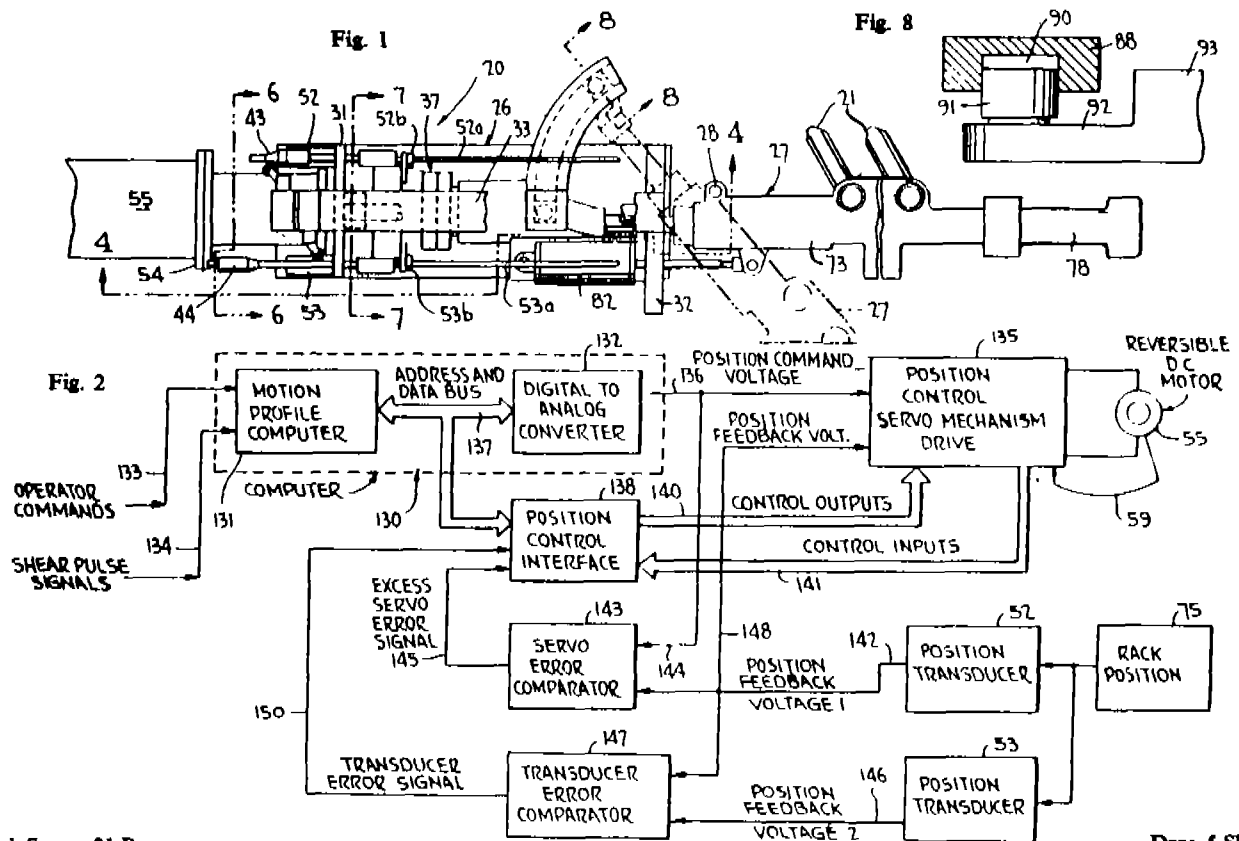 Fig. 1
Fig. 8
8
8
90
88
93
91
92
6
43
52
31
7
52b
37
52a
20
26
33
21
28
4
27
55
4
54
44
6
53
7
53b
53a
82
32
27
73
78
Fig. 2
132
136
POSITION COMMAND
VOLTAGE
135
REVERSIBLE
DC
MOTOR
MOTION
PROFILE
COMPUTER
ADDRESS AND
DATA BUS
DIGITAL TO
ANALOG
CONVERTER
POSITION
CONTROL
SERVO MECHANISM
DRIVE
POSITION
FEEDBACK VOLT.
55
137
133
OPERATOR
COMMANDS
131
COMPUTER
130
138
140
134
SHEAR PULSE
SIGNALS
POSITION
CONTROL
INTERFACE
CONTROL OUTPUTS
CONTROL INPUTS
141
59
EXCESS
SERVO
ERROR
SIGNAL
145
143
SERVO
ERROR
COMPARATOR
144
148
142
52
75
POSITION
FEEDBACK
VOLTAGE 1
POSITION
TRANSDUCER
RACK
POSITION
150
147
53
TRANSDUCER
ERROR SIGNAL
TRANSDUCER
ERROR
COMPARATOR
POSITION
FEEDBACK
VOLTAGE 2
146
POSITION
TRANSDUCER